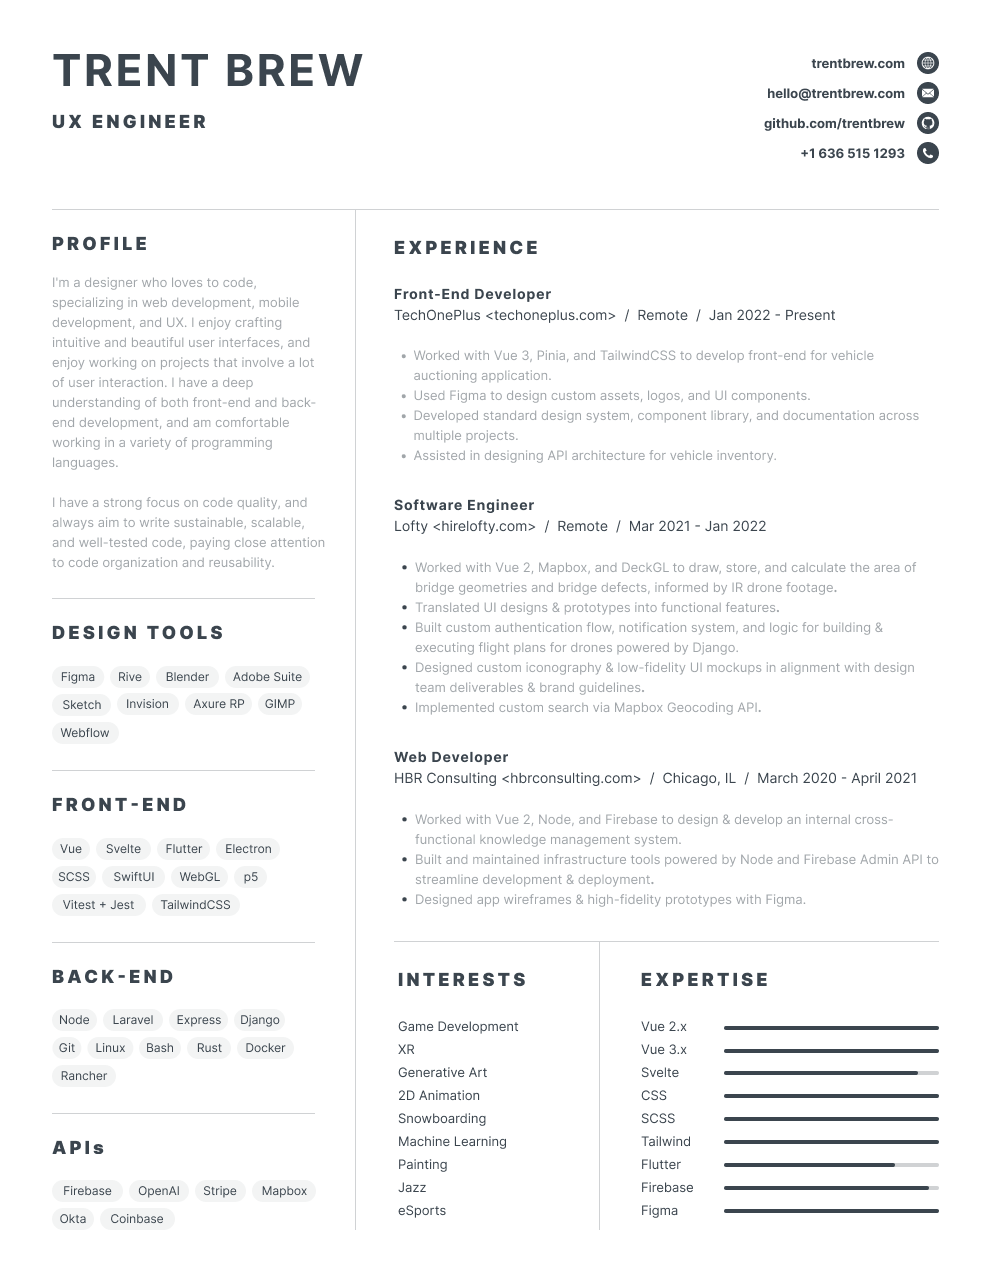 TRENT BREW
UX ENGINEER
trentbrew.com
hello@trentbrew.com
github.com/trentbrew
+1 636 515 1293
PROFILE
I'm a designer who loves to code,
specializing in web development, mobile
development, and UX. I enjoy crafting
intuitive and beautiful user interfaces, and
enjoy working on projects that involve a lot
of user interaction. I have a deep
understanding of both front-end and back-
end development, and am comfortable
working in a variety of programming
languages.
I have a strong focus on code quality, and
always aim to write sustainable, scalable,
and well-tested code, paying close attention
to code organization and reusability.
DESIGN TOOLS
Figma Rive Blender Adobe Suite
Sketch Invision Axure RP GIMP
Webflow
FRONT-END
Vue Svelte Flutter Electron
SCSS SwiftUI WebGL p5
Vitest + Jest TailwindCSS
BACK-END
Node Laravel Express Django
Git Linux Bash Rust Docker
Rancher
APIs
Firebase OpenAI Stripe Mapbox
Okta Coinbase
EXPERIENCE
Front-End Developer
TechOnePlus <techoneplus.com> / Remote / Jan 2022 - Present
• Worked with Vue 3, Pinia, and TailwindCSS to develop front-end for vehicle
auctioning application.
• Used Figma to design custom assets, logos, and UI components.
• Developed standard design system, component library, and documentation across
multiple projects.
• Assisted in designing API architecture for vehicle inventory.
Software Engineer
Lofty <hirelofty.com> / Remote / Mar 2021 - Jan 2022
• Worked with Vue 2, Mapbox, and DeckGL to draw, store, and calculate the area of
bridge geometries and bridge defects, informed by IR drone footage.
• Translated UI designs & prototypes into functional features.
• Built custom authentication flow, notification system, and logic for building &
executing flight plans for drones powered by Django.
• Designed custom iconography & low-fidelity UI mockups in alignment with design
team deliverables & brand guidelines.
• Implemented custom search via Mapbox Geocoding API.
Web Developer
HBR Consulting <hbrconsulting.com> / Chicago, IL / March 2020 - April 2021
• Worked with Vue 2, Node, and Firebase to design & develop an internal cross-
functional knowledge management system.
• Built and maintained infrastructure tools powered by Node and Firebase Admin API to
streamline development & deployment.
• Designed app wireframes & high-fidelity prototypes with Figma.
INTERESTS
Game Development
XR
Generative Art
2D Animation
Snowboarding
Machine Learning
Painting
Jazz
eSports
EXPERTISE
Vue 2.x
Vue 3.x
Svelte
CSS
SCSS
Tailwind
Flutter
Firebase
Figma